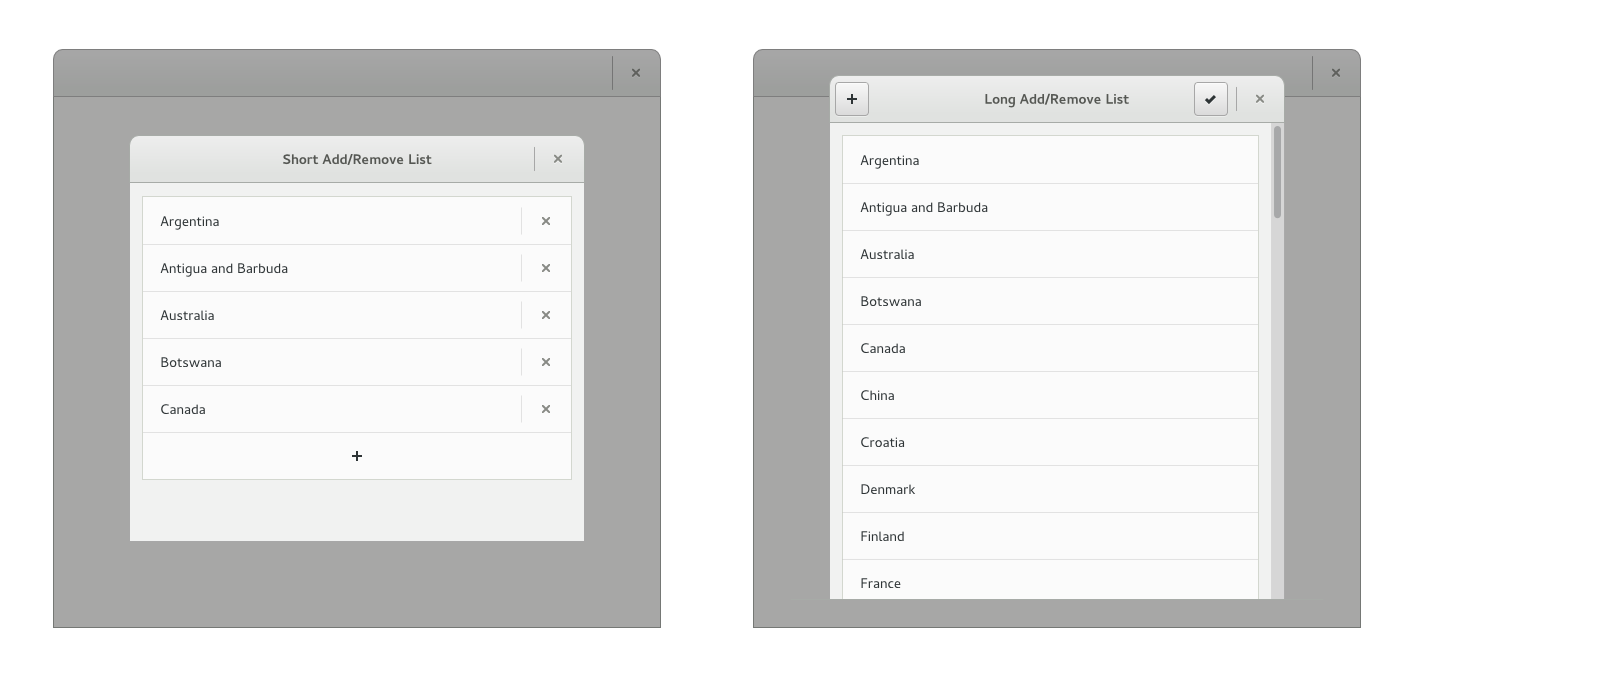 Short Add/Remove List
Argentina
Antigua and Barbuda
Australia
Botswana
Canada
Long Add/Remove List
Argentina
Antigua and Barbuda
Australia
Botswana
Canada
China
Croatia
Denmark
Finland
France